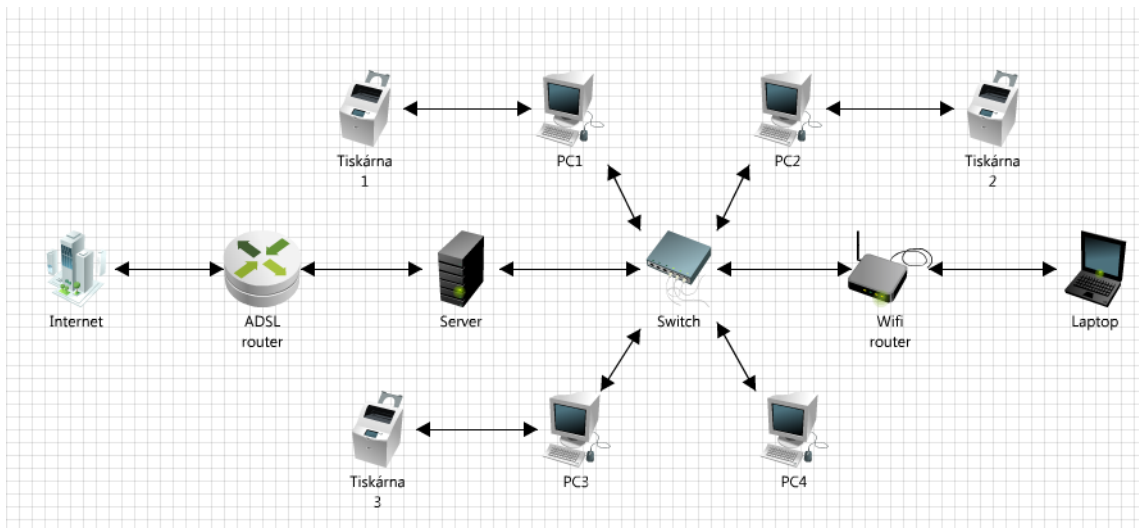 Tiskárna
1
PC1
PC2
Tiskárna
2
Internet
ADSL
router
Server
Switch
Wifi
router
Laptop
Tiskárna
3
PC3
PC4